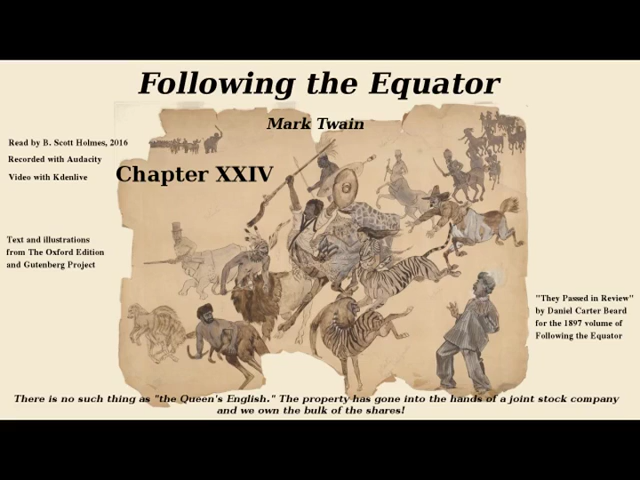 Following the Equator
Mark Twain
Read by B. Scott Holmes, 2016
Recorded with Audacity
Video with Kdenlive
Chapter XXIV
Text and illustrations
from The Oxford Edition
and Gutenberg Project
"They Passed in Review"
by Daniel Carter Beard
for the 1897 volume of
Following the Equator
There is no such thing as "the Queen's English." The property has gone into the hands of a joint stock company
and we own the bulk of the shares!